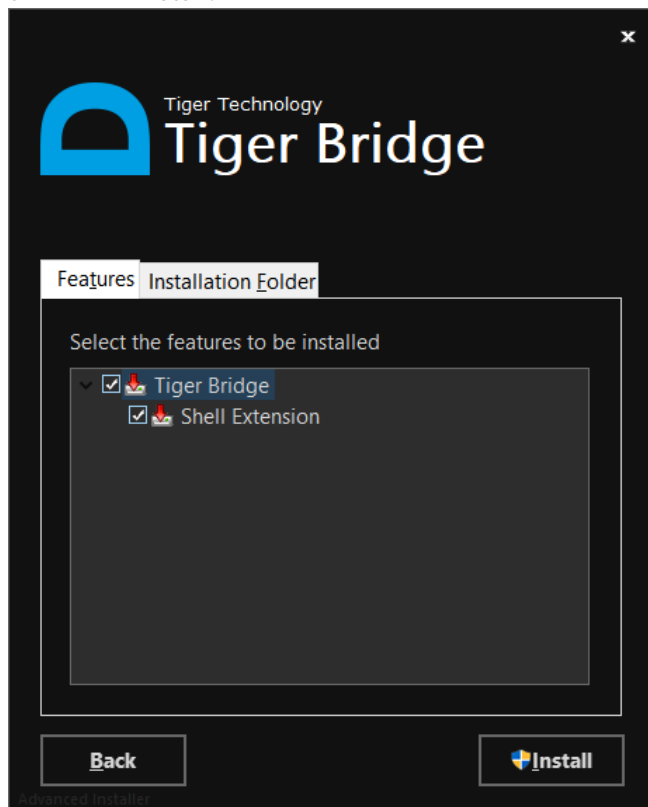 x
Tiger Technology
Tiger Bridge
Features Installation Folder
Select the features to be installed
Tiger Bridge
Shell Extension
Back Install
Advanced Installer